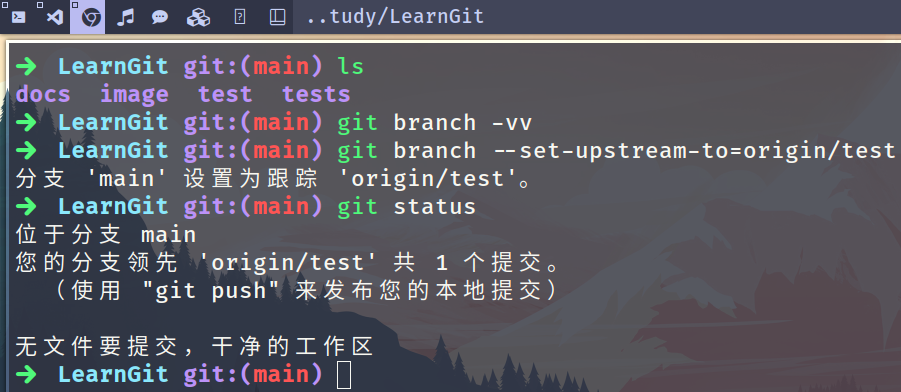 ..tudy/LearnGit
➜ LearnGit git:(main) ls
docs image test tests
➜ LearnGit git:(main) git branch -vv
➜ LearnGit git:(main) git branch --set-upstream-to=origin/test
分支 'main' 设置为跟踪 'origin/test'。
➜ LearnGit git:(main) git status
位于分支 main
您的分支领先 'origin/test' 共 1 个提交。
（使用 "git push" 来发布您的本地提交）
无文件要提交，干净的工作区
➜ LearnGit git:(main)